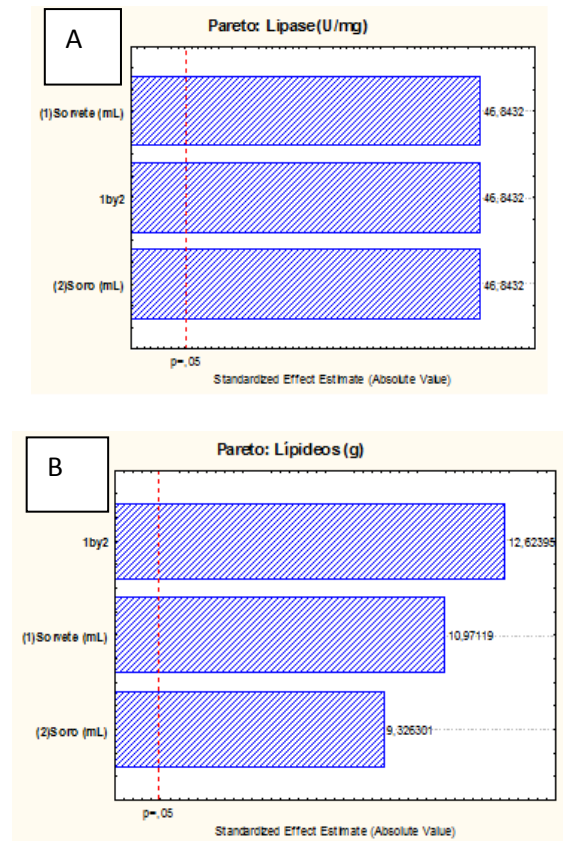 A
Pareto: Lipase(U/mg)
(1)Sorvete (mL)
46,8432
1by2
46,8432
(2)Soro (mL)
46,8432
p=,05
Standardized Effect Estimate (Absolute Value)
B
Pareto: Lípideos (g)
1by2
12,62395
(1)Sorvete (mL)
10,97119
(2)Soro (mL)
9,326301
p=,05
Standardized Effect Estimate (Absolute Value)